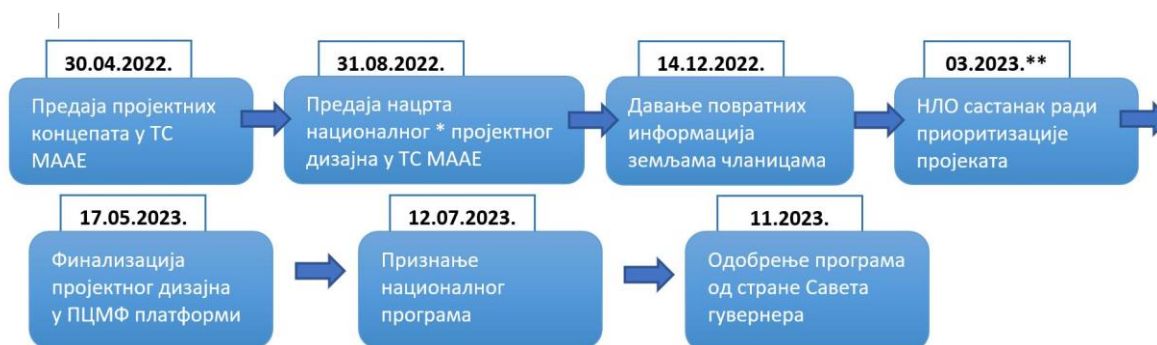 30.04.2022.
Предаја пројектних
концепата у ТС
МААЕ
31.08.2022.
Предаја нацрта
националног * пројектног
дизајна у ТС МААЕ
14.12.2022.
Давање повратних
информација
земљама чланицама
03.2023.**
НЛО састанак ради
приоритизације
пројеката
17.05.2023.
Финализација
пројектног дизајна
у ПЦМФ платформи
12.07.2023.
Признање
националног
програма
11.2023.
Одобрење програма
од стране Савета
гувернера